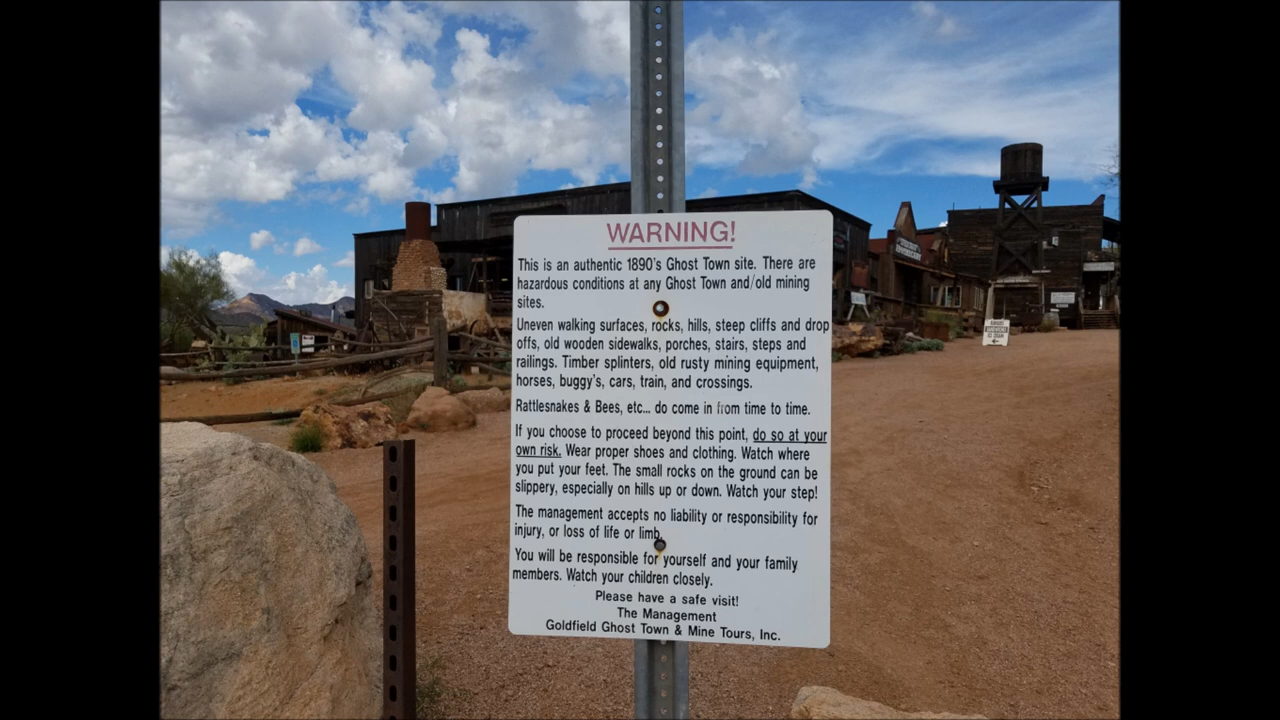 WARNING!
This is an authentic 1890's Ghost Town site. There are
hazardous conditions at any Ghost Town and/old mining
sites.
Uneven walking surfaces, rocks, hills, steep cliffs and drop
offs, old wooden sidewalks, porches, stairs, steps and
railings. Timber splinters, old rusty mining equipment,
horses, buggy's, cars, train, and crossings.
Rattlesnakes & Bees, etc... do come in from time to time.
If you choose to proceed beyond this point, do so at your
own risk. Wear proper shoes and clothing. Watch where
you put your feet. The small rocks on the ground can be
slippery, especially on hills up or down. Watch your step!
The management accepts no liability or responsibility for
injury, or loss of life or limb.
You will be responsible for yourself and your family
members. Watch your children closely.
Please have a safe visit!
The Management
Goldfield Ghost Town & Mine Tours, Inc.